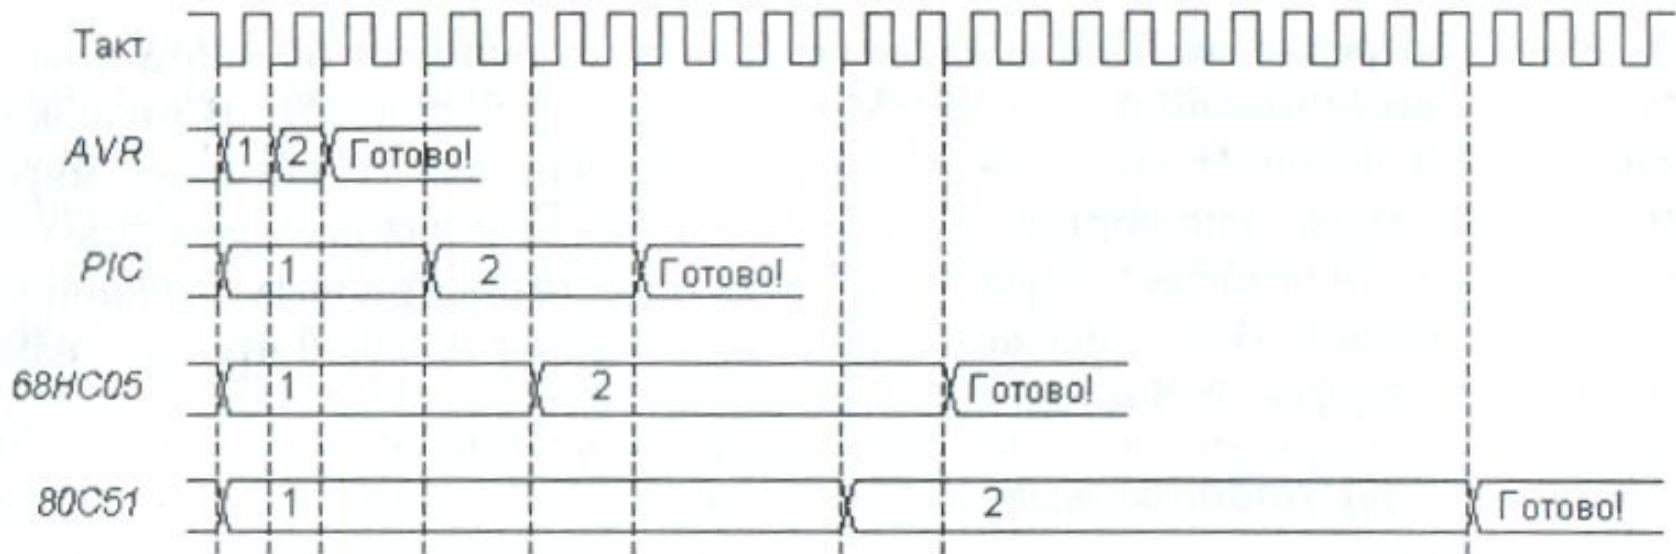 Такт
AVR 1 2 Готово!
PIC 1 2 Готово!
68HC05 1 2 Готово!
80C51 1 2 Готово!